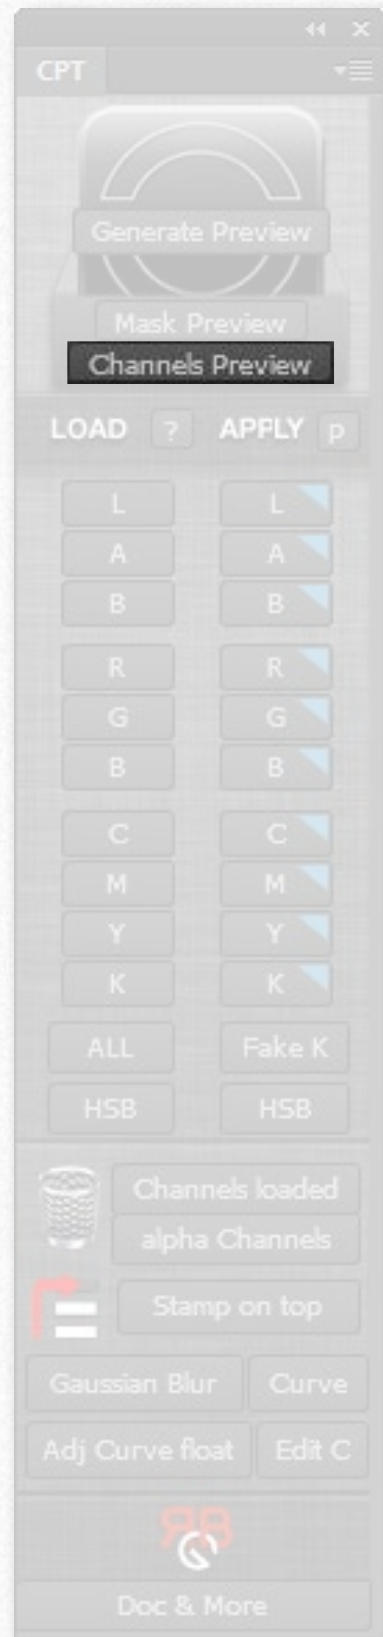 CPT
Generate Preview
Mask Preview
Channels Preview
LOAD ? APPLY p
L L
A A
B B
R R
G G
B B
C C
M M
Y Y
K K
ALL Fake K
HSB HSB
Channels loaded
alpha Channels
Stamp on top
Gaussian Blur Curve
Adj Curve float Edit C
RB
Doc & More